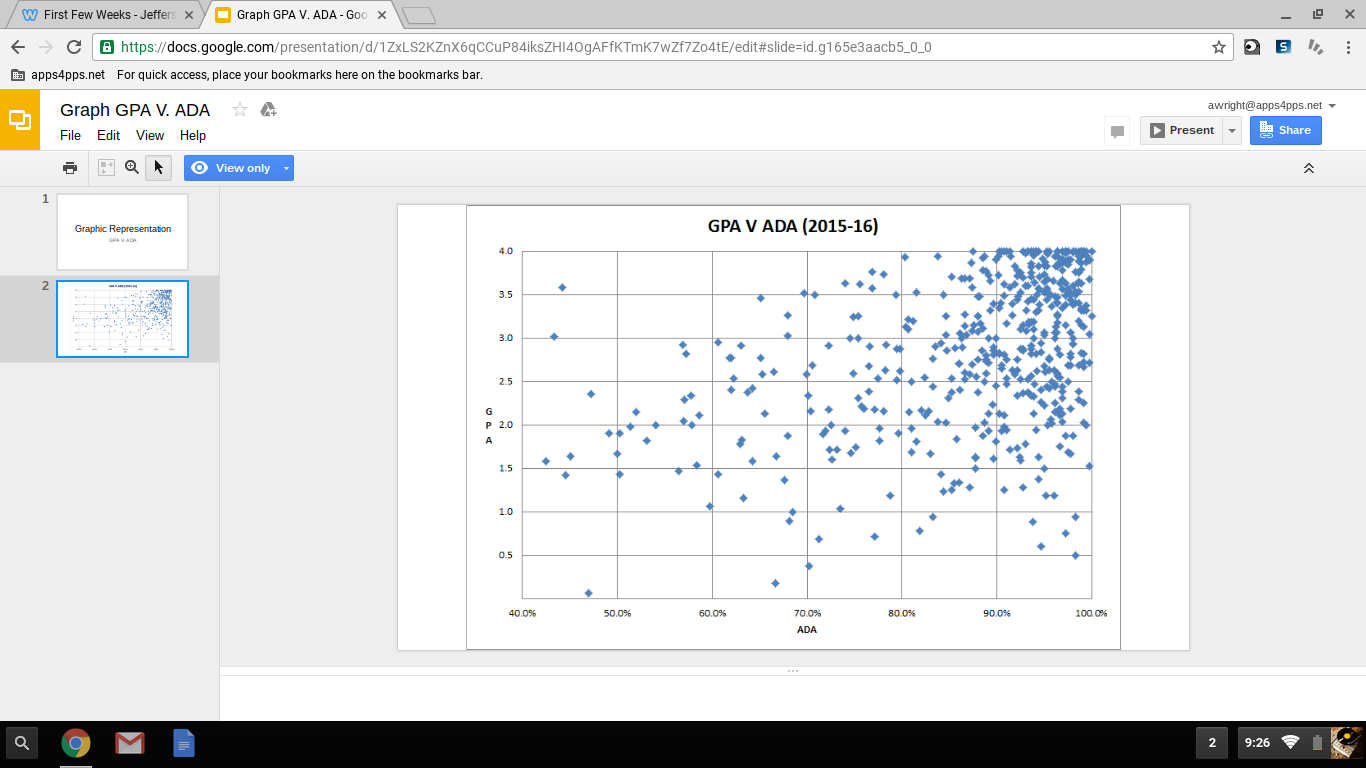 First Few Weeks - Jeffers
Graph GPA V. ADA - Goo
https://docs.google.com/presentation/d/1ZxLS2KZnX6qCCuP84iksZHI4OgAFfKTmK7wZf7Zo4tE/edit#slide=id.g165e3aacb5_0_0
apps4pps.net For quick access, place your bookmarks here on the bookmarks bar.
Graph GPA V. ADA
awright@apps4pps.net
File Edit View Help
Present
Share
View only
1
Graphic Representation
GPA V. ADA
2
GPA V ADA (2015-16)
4.0
3.5
3.0
2.5
2.0
1.5
1.0
0.5
G
P
A
40.0% 50.0% 60.0% 70.0% 80.0% 90.0% 100.0%
ADA
2
9:26